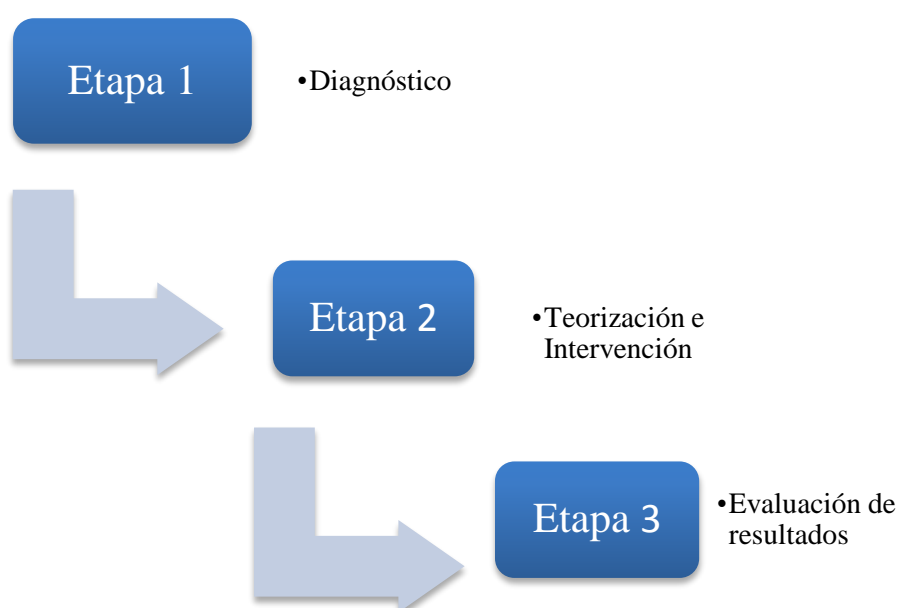 Etapa 1
•Diagnóstico
Etapa 2
•Teorización e
Intervención
Etapa 3
•Evaluación de
resultados